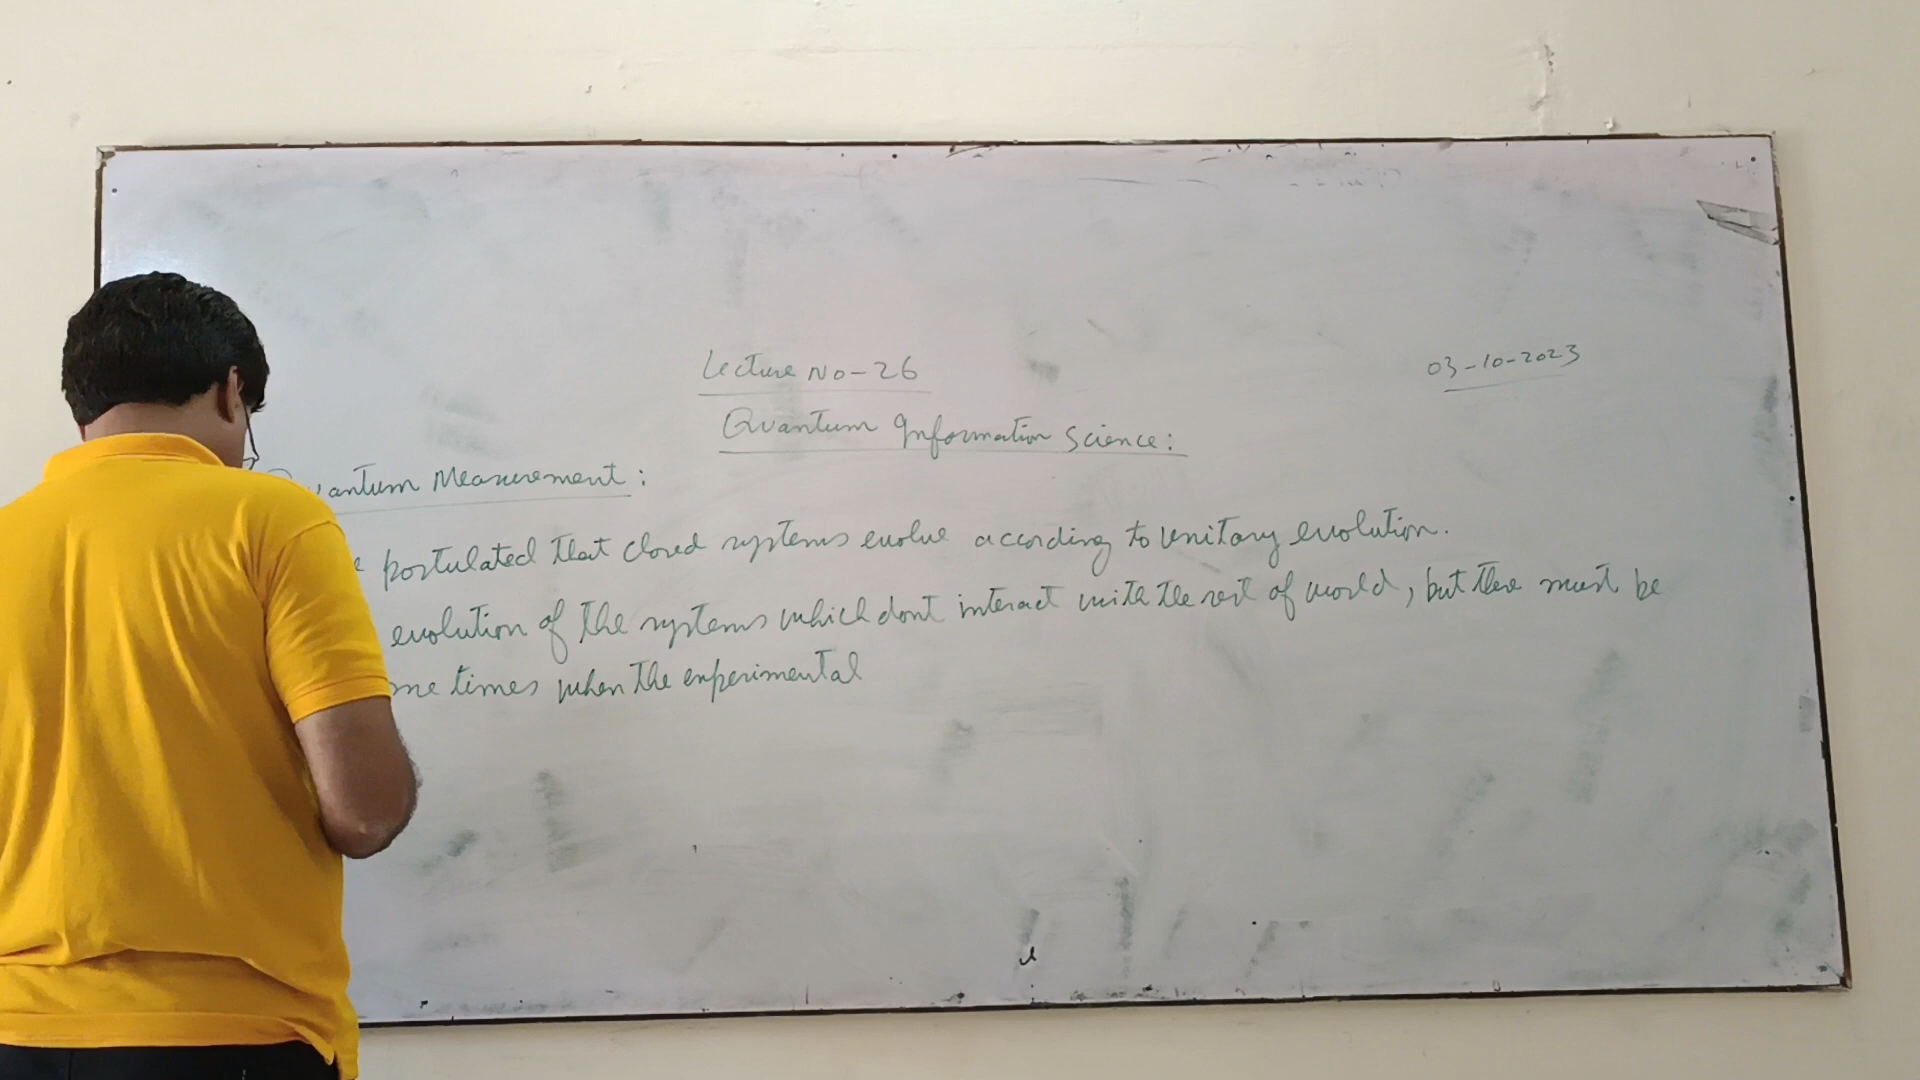 Lecture No-26
03-10-2023
Quantum Information Science:
Quantum Measurement:
postulated that closed systems evolve according to Unitary evolution.
evolution of the systems which dont interact with the rest of world, but there must be
me times when the experimental